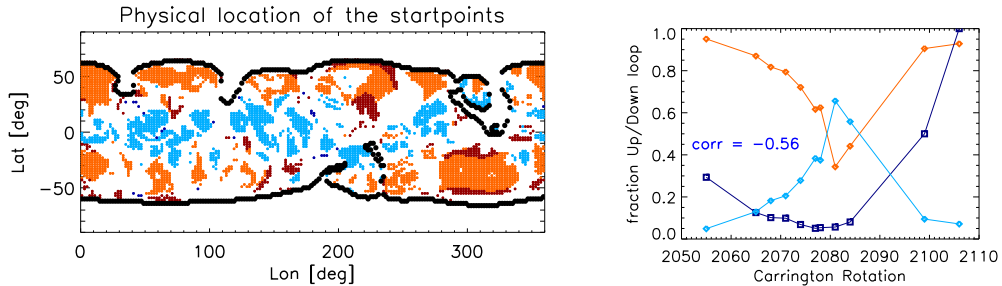 Physical location of the startpoints
50
0
−50
Lat [deg]
0 100 200 300
Lon [deg]
1.0
0.8
0.6
0.4
0.2
0.0
fraction Up/Down loop
corr = −0.56
2050 2060 2070 2080 2090 2100 2110
Carrington Rotation